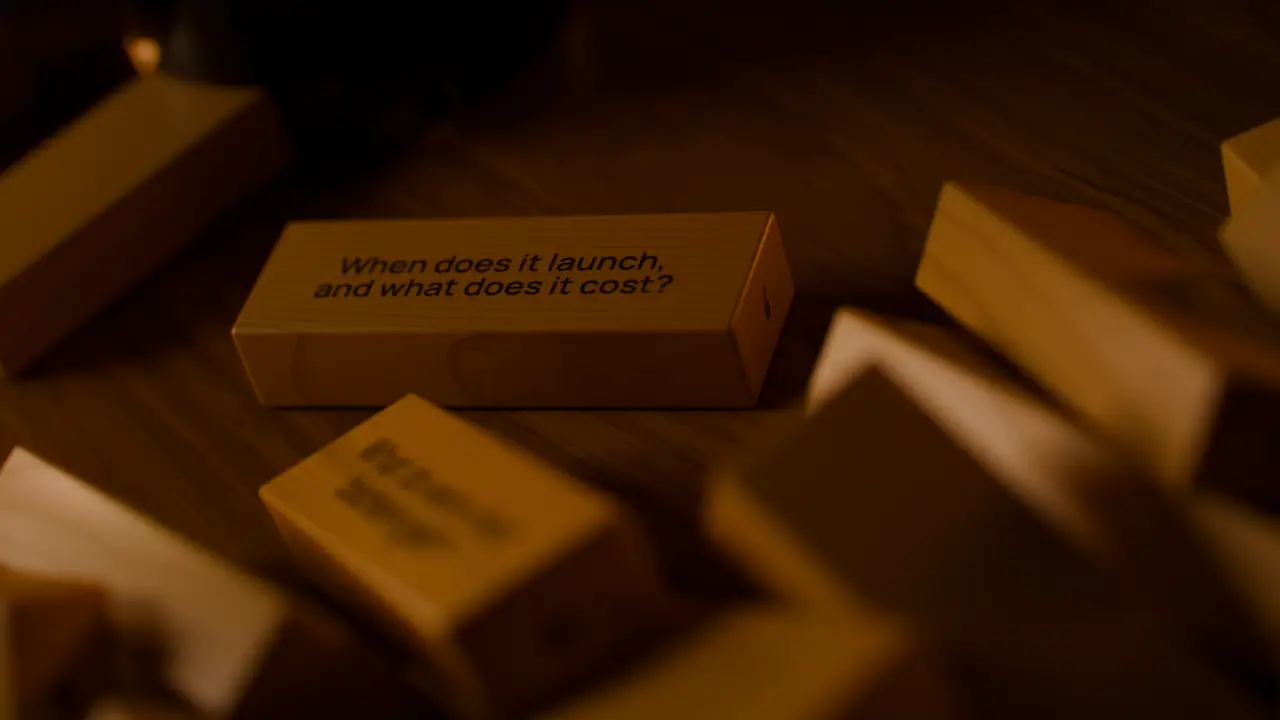 When does it launch,
and what does it cost?